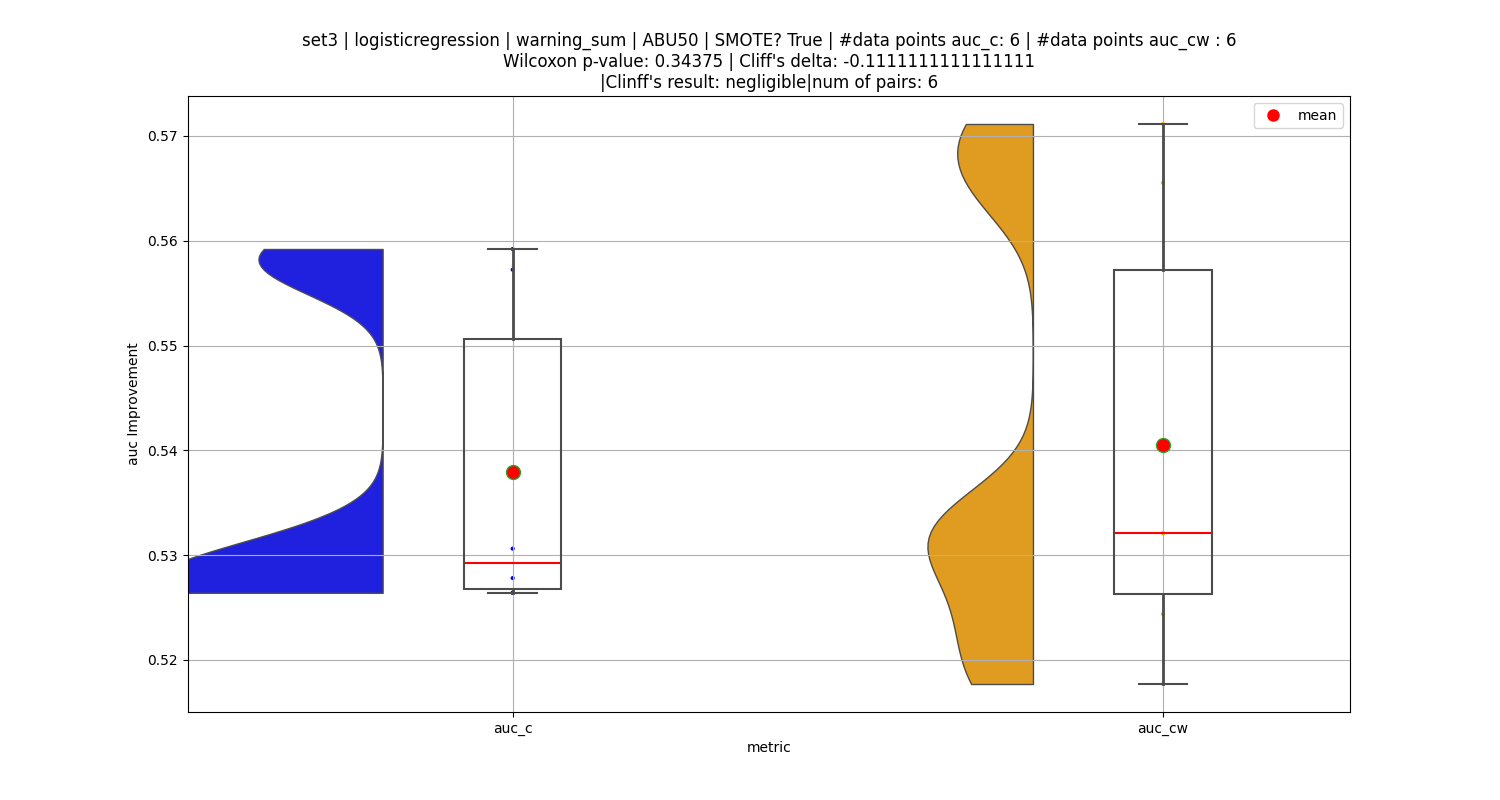 set3 | logisticregression | warning_sum | ABU50 | SMOTE? True | #data points auc_c: 6 | #data points auc_cw : 6
Wilcoxon p-value: 0.34375 | Cliff's delta: -0.1111111111111111
|Clinff's result: negligible|num of pairs: 6
mean
0.57
0.56
0.55
0.54
0.53
0.52
auc Improvement
auc_c
auc_cw
metric